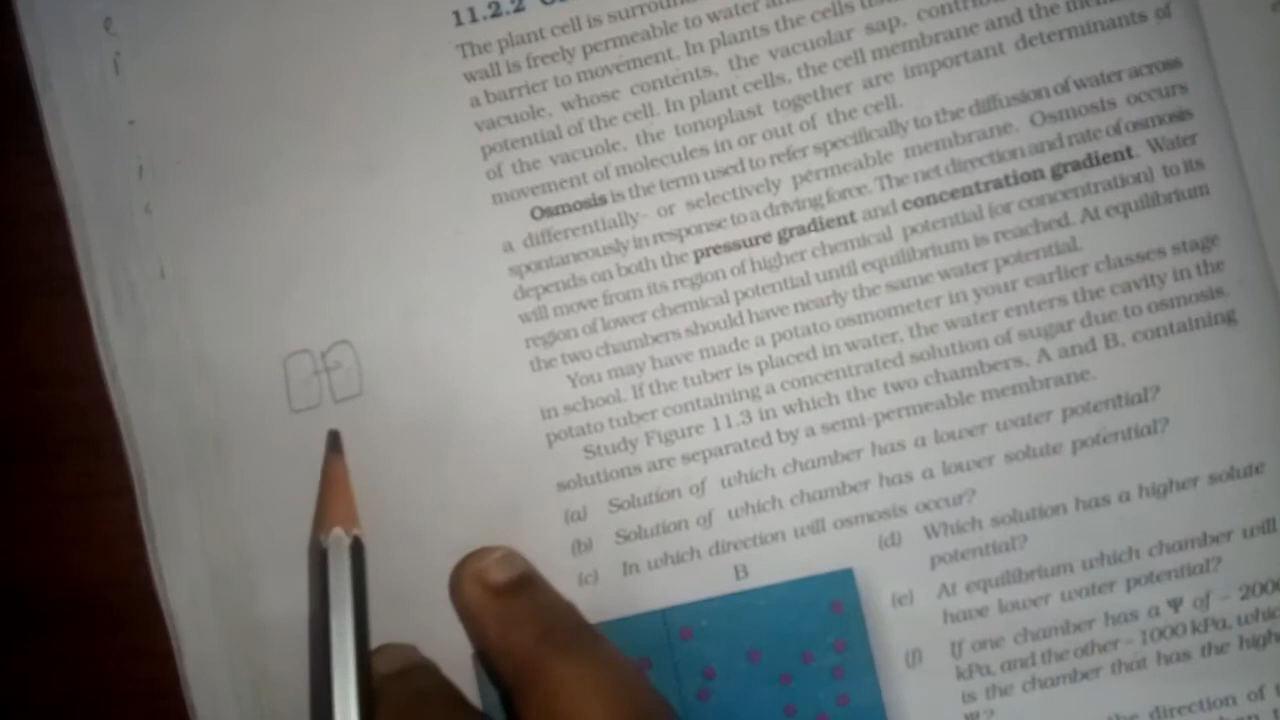 11.2.2
The plant cell is
wall is freely permeable to water
a barrier to movement. In plants the cells
vacuole, whose contents, the vacuolar sap,
potential of the cell. In plant cells, the cell membrane and the
of the vacuole, the tonoplast together are important determinants of
movement of molecules in or out of the cell.
Osmosis is the term used to refer specifically to the diffusion of water across
a differentially- or selectively permeable membrane. Osmosis occurs
spontaneously in response to a driving force. The net direction and rate of osmosis
depends on both the pressure gradient and concentration gradient. Water
will move from its region of higher chemical potential (or concentration) to its
region of lower chemical potential until equilibrium is reached. At equilibrium
the two chambers should have nearly the same water potential.
You may have made a potato osmometer in your earlier classes stage
in school. If the tuber is placed in water, the water enters the cavity in the
potato tuber containing a concentrated solution of sugar due to osmosis.
Study Figure 11.3 in which the two chambers, A and B, containing
solutions are separated by a semi-permeable membrane.
(a) Solution of which chamber has a lower water potential?
(b) Solution of which chamber has a lower solute potential?
(c) In which direction will osmosis occur?
(d) Which solution has a higher solute
potential?
(e) At equilibrium which chamber will
have lower water potential?
(f) If one chamber has a Ψ of – 2000
kPa, and the other – 1000 kPa,
is the chamber that has the
Ψ?
direction of
B